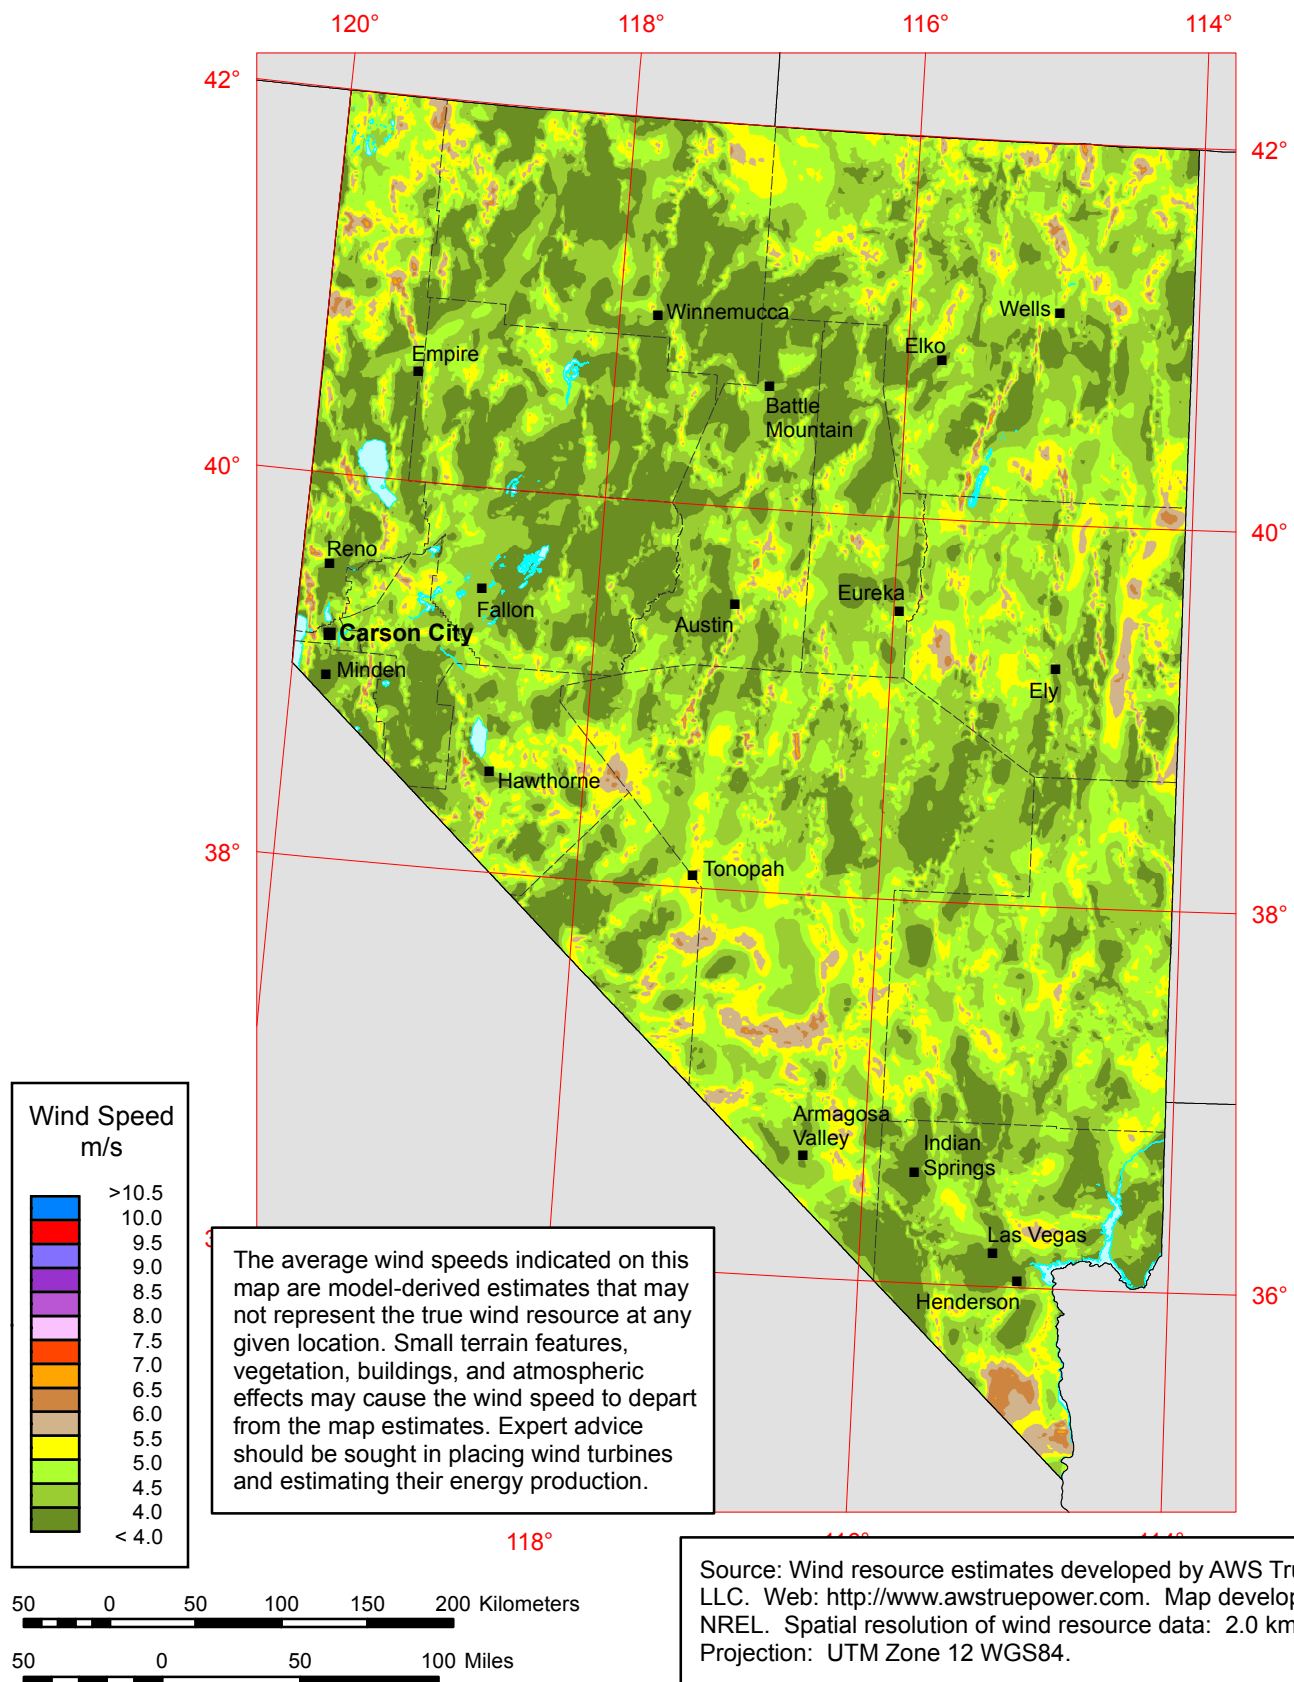 120°
118°
116°
114°
42°
42°
Winnemucca
Wells
Empire
Elko
Battle
Mountain
40°
40°
Reno
Eureka
Fallon
Austin
Carson City
Minden
Ely
Hawthorne
38°
Tonopah
38°
Wind Speed
m/s
>10.5
10.0
9.5
9.0
8.5
8.0
7.5
7.0
6.5
6.0
5.5
5.0
4.5
4.0
< 4.0
Armagosa
Valley
Indian
Springs
Las Vegas
Henderson
36°
The average wind speeds indicated on this
map are model-derived estimates that may
not represent the true wind resource at any
given location. Small terrain features,
vegetation, buildings, and atmospheric
effects may cause the wind speed to depart
from the map estimates. Expert advice
should be sought in placing wind turbines
and estimating their energy production.
118°
Source: Wind resource estimates developed by AWS Tru
LLC. Web: http://www.awstruepower.com. Map develop
NREL. Spatial resolution of wind resource data: 2.0 km
Projection: UTM Zone 12 WGS84.
50 0 50 100 150 200 Kilometers
50 0 50 100 Miles